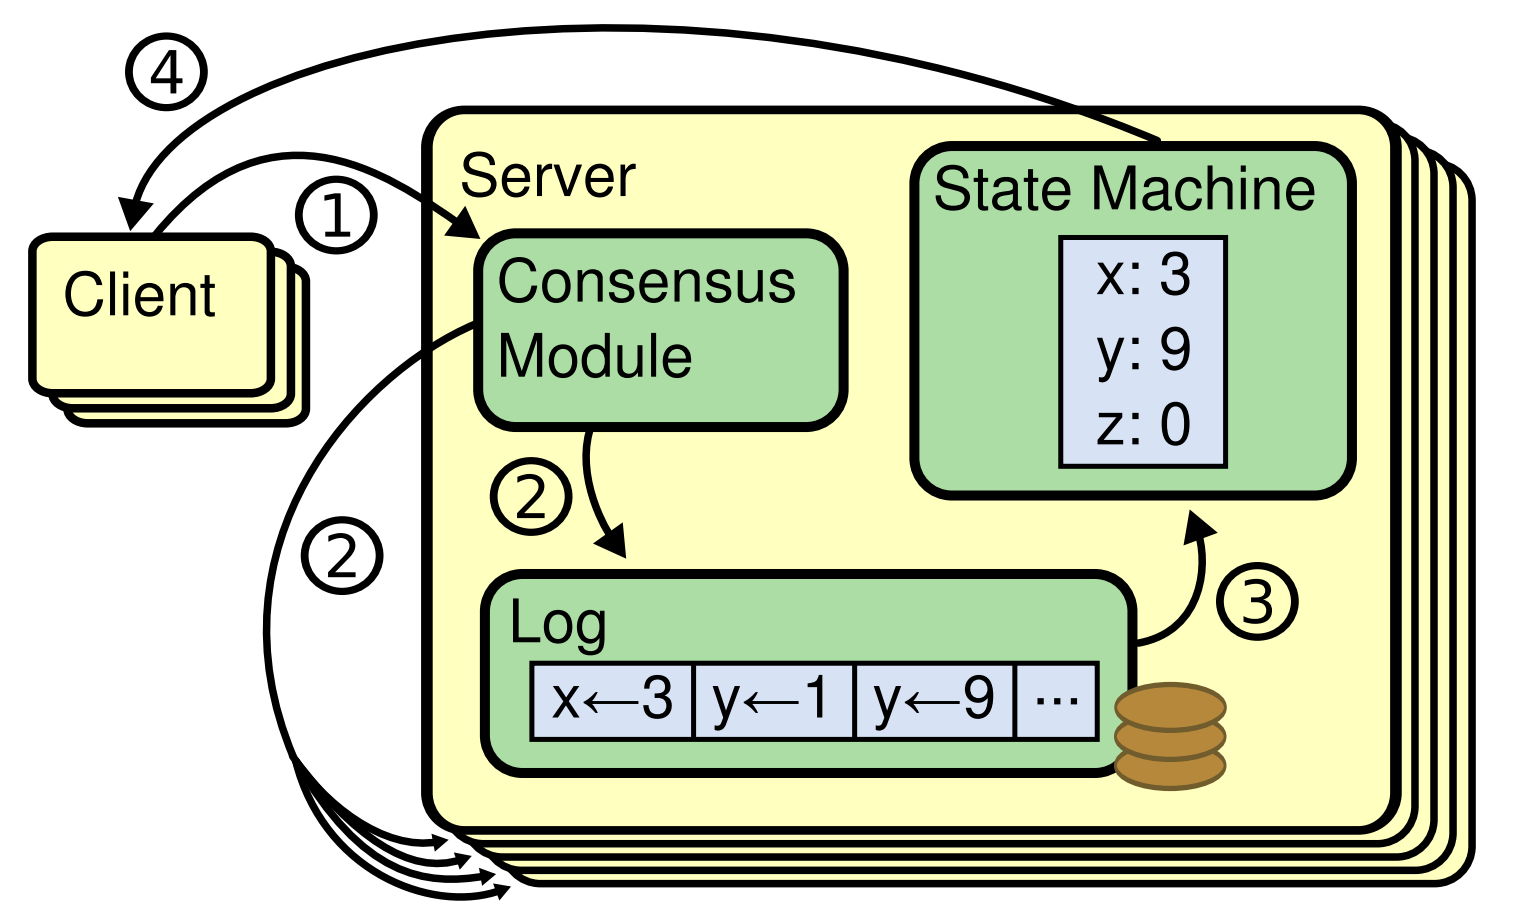 ④
①
Server
State Machine
Client
Consensus
Module
x: 3
y: 9
z: 0
②
②
③
Log
x←3 y←1 y←9 ···